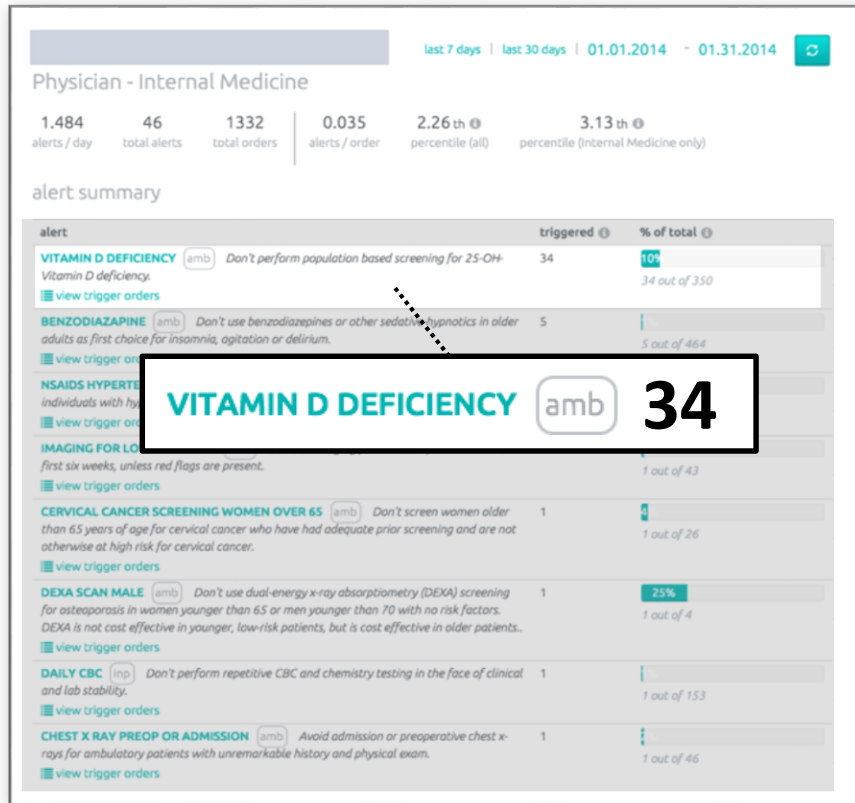 last 7 days | last 30 days | 01.01.2014 - 01.31.2014
Physician - Internal Medicine
1.484 46 1332 0.035 2.26 th 3.13 th
alerts / day total alerts total orders alerts / order percentile (all) percentile (Internal Medicine only)
alert summary
alert triggered % of total
VITAMIN D DEFICIENCY amb Don't perform population based screening for 25-OH- 34 10%
Vitamin D deficiency. 34 out of 350
view trigger orders
BENZODIAZAPINE amb Don't use benzodiazepines or other sedative hypnotics in older 5
adults as first choice for insomnia, agitation or delirium. 5 out of 464
view trigger
NSAIDS
individuals with
view trigger
VITAMIN D DEFICIENCY amb 34
IMAGING FOR
first six weeks, unless red flags are present. 1 out of 43
view trigger orders
CERVICAL CANCER SCREENING WOMEN OVER 65 amb Don't screen women older 1 4
than 65 years of age for cervical cancer who have had adequate prior screening and are not 1 out of 26
otherwise at high risk for cervical cancer.
view trigger orders
DEXA SCAN MALE amb Don't use dual-energy x-ray absorptiometry (DEXA) screening 1 25%
for osteoporosis in women younger than 65 or men younger than 70 with no risk factors. 1 out of 4
DEXA is not cost effective in younger, low-risk patients, but is cost effective in older patients..
view trigger orders
DAILY CBC inp Don't perform repetitive CBC and chemistry testing in the face of clinical 1
and lab stability. 1 out of 153
view trigger orders
CHEST X RAY PREOP OR ADMISSION amb Avoid admission or preoperative chest x- 1
rays for ambulatory patients with unremarkable history and physical exam. 1 out of 46
view trigger orders